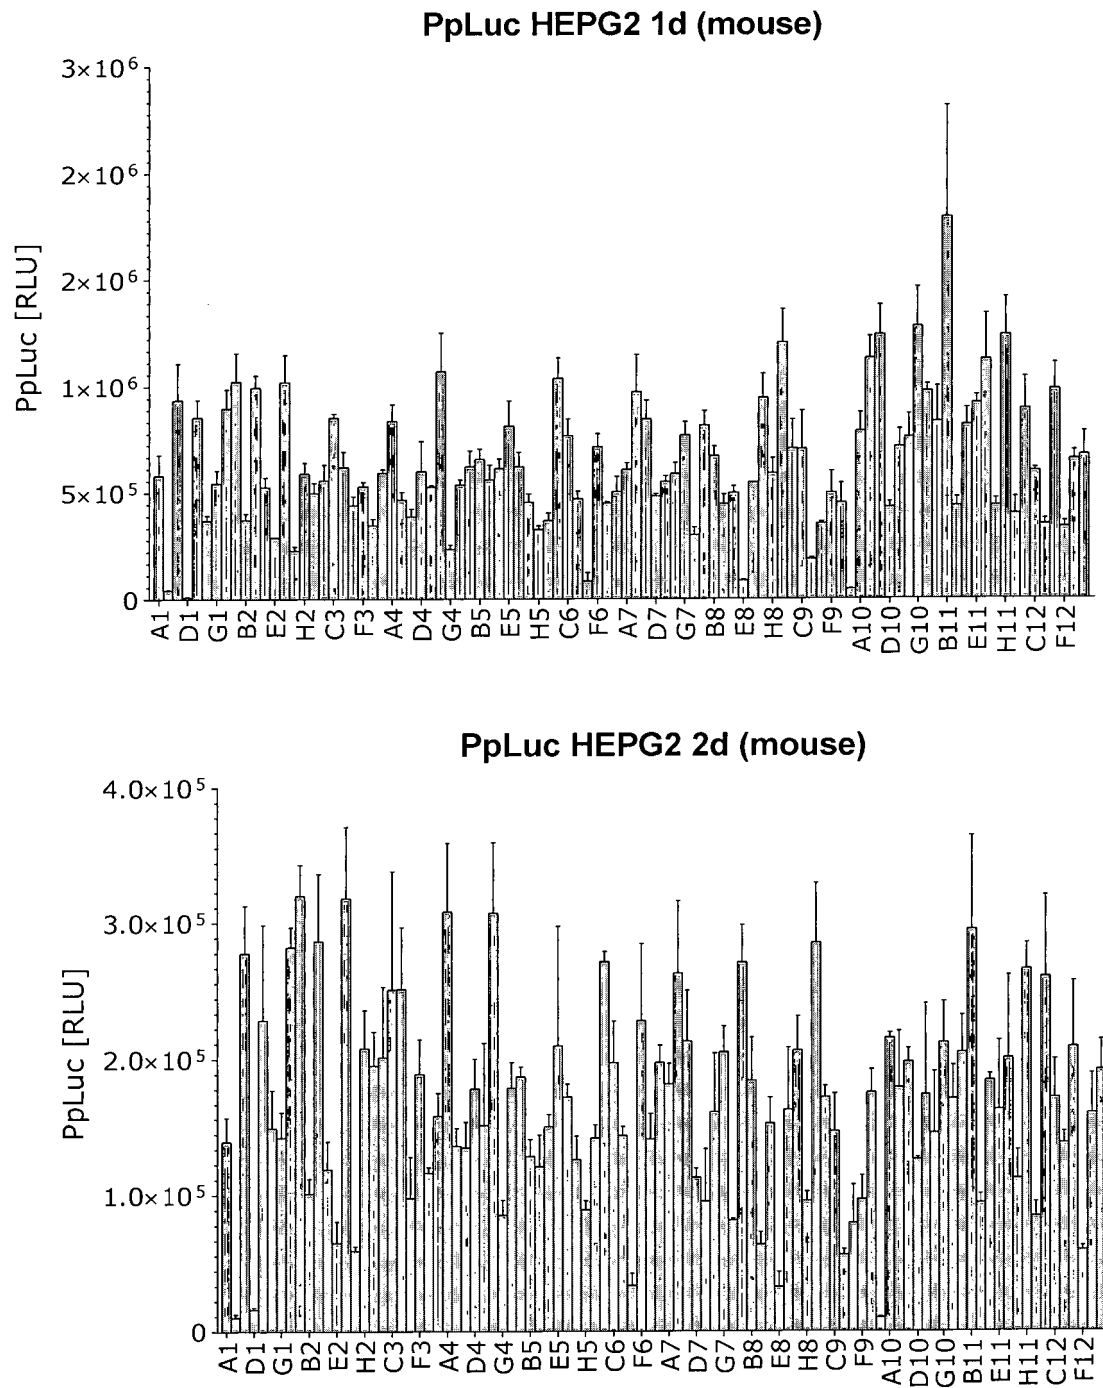 PpLuc HEPG2 1d (mouse)
3×10⁶
2×10⁶
2×10⁶
1×10⁶
5×10⁵
0
PpLuc [RLU]
A1 D1 G1 B2 E2 H2 C3 F3 A4 D4 G4 B5 E5 H5 C6 F6 A7 D7 G7 B8 E8 H8 C9 F9 A10 D10 G10 B11 E11 H11 C12 F12
PpLuc HEPG2 2d (mouse)
4.0×10⁵
3.0×10⁵
2.0×10⁵
1.0×10⁵
0
PpLuc [RLU]
A1 D1 G1 B2 E2 H2 C3 F3 A4 D4 G4 B5 E5 H5 C6 F6 A7 D7 G7 B8 E8 H8 C9 F9 A10 D10 G10 B11 E11 H11 C12 F12